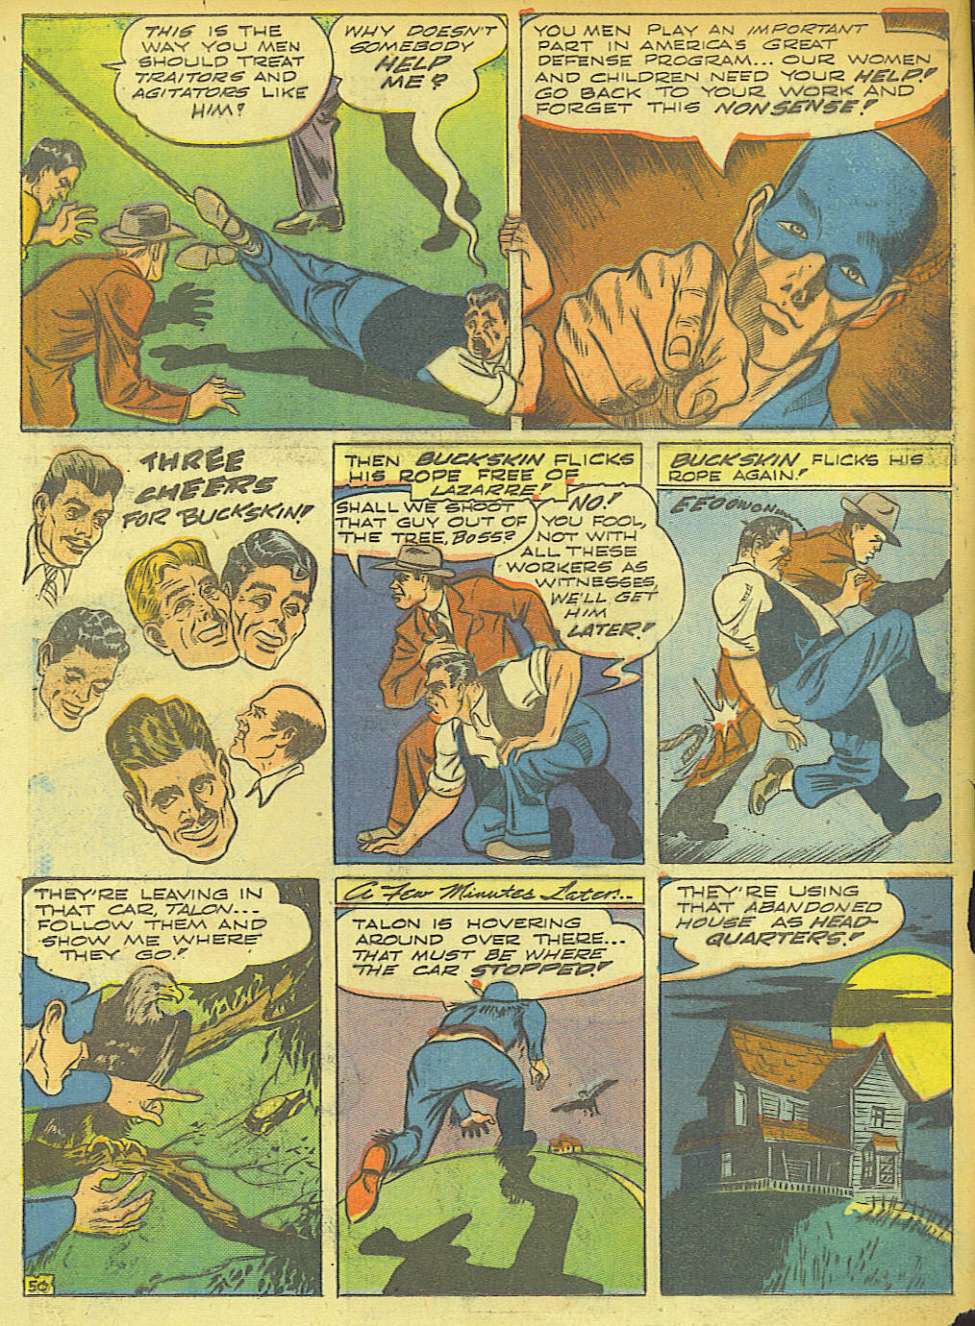 THIS IS THE
WAY YOU MEN
SHOULD TREAT
TRAITORS AND
AGITATORS LIKE
HIM!
WHY DOESN'T
SOMEBODY
HELP
ME?
YOU MEN PLAY AN IMPORTANT
PART IN AMERICA'S GREAT
DEFENSE PROGRAM... OUR WOMEN
AND CHILDREN NEED YOUR HELP!
GO BACK TO YOUR WORK AND
FORGET THIS NONSENSE!
THREE
CHEERS
FOR BUCKSKIN!
THEN BUCKSKIN FLICKS
HIS ROPE FREE OF
LAZARRE!
SHALL WE SHOOT
THAT GUY OUT OF
THE TREE, BOSS?
NO!
YOU FOOL,
NOT WITH
ALL THESE
WORKERS AS
WITNESSES,
WE'LL GET
HIM
LATER!
BUCKSKIN FLICKS HIS
ROPE AGAIN!
EEOOWOW
THEY'RE LEAVING IN
THAT CAR, TALON...
FOLLOW THEM AND
SHOW ME WHERE
THEY GO!
50
A Few Minutes Later...
TALON IS HOVERING
AROUND OVER THERE...
THAT MUST BE WHERE
THE CAR STOPPED!
THEY'RE USING
THAT ABANDONED
HOUSE AS HEAD-
QUARTERS!